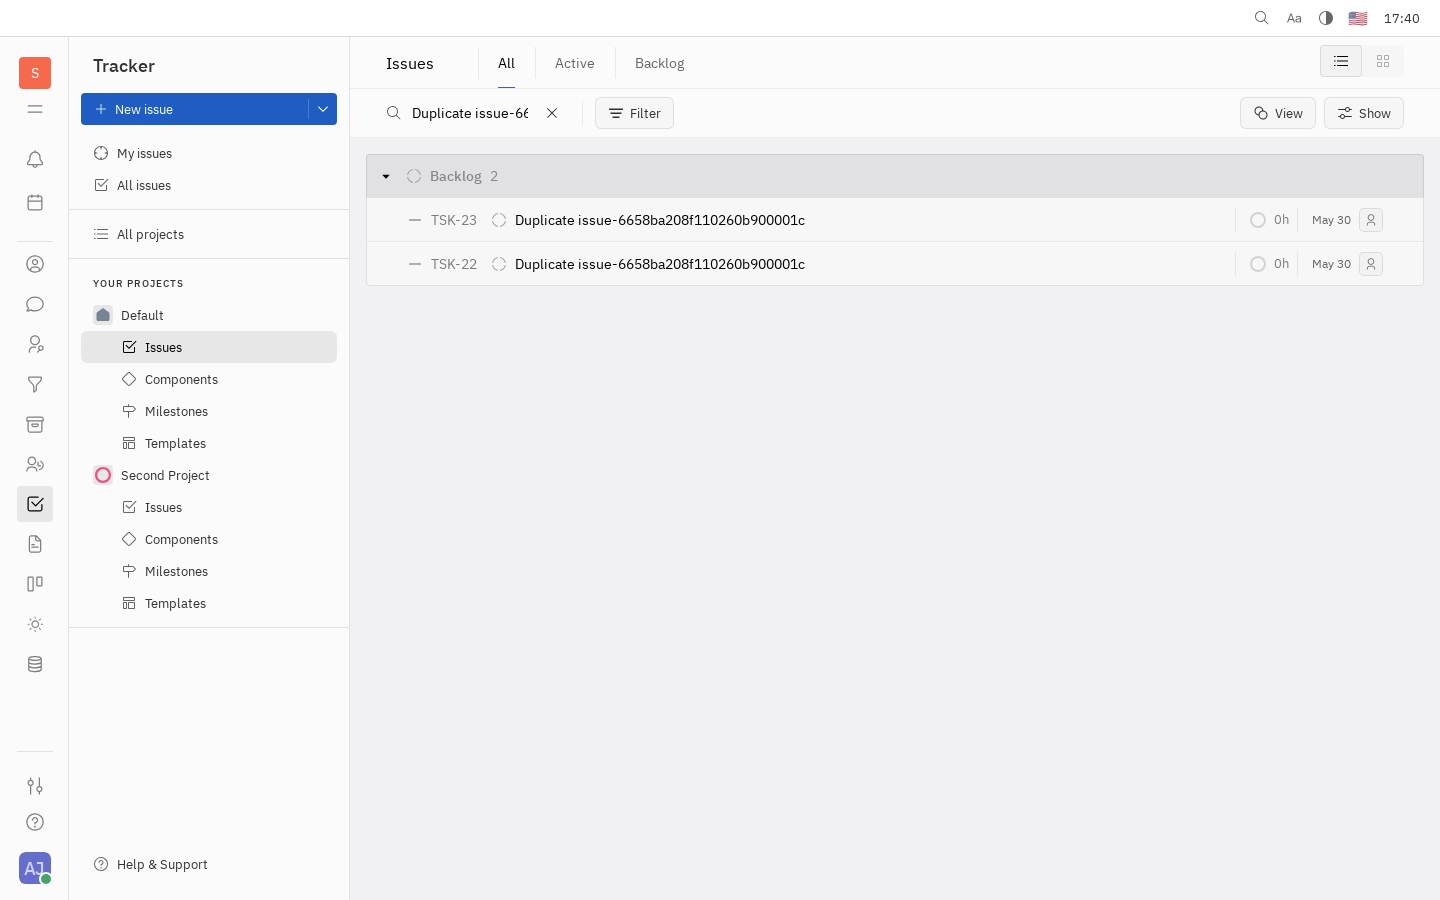 Aa
17:40
S
Tracker
New issue
My issues
All issues
All projects
YOUR PROJECTS
Default
Issues
Components
Milestones
Templates
Second Project
Issues
Components
Milestones
Templates
Help & Support
AJ
Issues
All
Active
Backlog
Duplicate issue-66
Filter
View
Show
Backlog 2
TSK-23 Duplicate issue-6658ba208f110260b900001c 0h May 30
TSK-22 Duplicate issue-6658ba208f110260b900001c 0h May 30